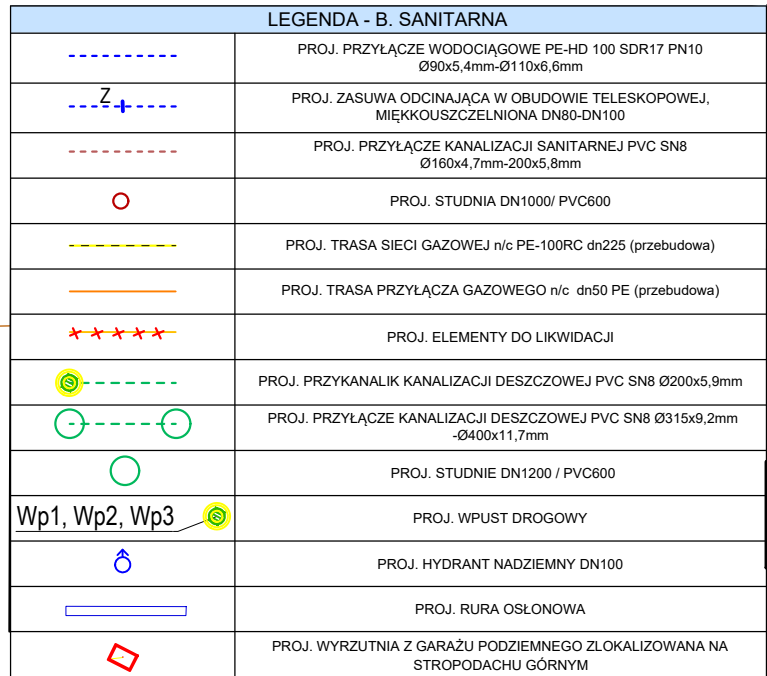 LEGENDA - B. SANITARNA
PROJ. PRZYŁĄCZE WODOCIĄGOWE PE-HD 100 SDR17 PN10
Ø90x5,4mm-Ø110x6,6mm
Z
PROJ. ZASUWA ODCINAJĄCA W OBUDOWIE TELESKOPOWEJ,
MIĘKKOUSZCZELNIONA DN80-DN100
PROJ. PRZYŁĄCZE KANALIZACJI SANITARNEJ PVC SN8
Ø160x4,7mm-200x5,8mm
PROJ. STUDNIA DN1000/ PVC600
PROJ. TRASA SIECI GAZOWEJ n/c PE-100RC dn225 (przebudowa)
PROJ. TRASA PRZYŁĄCZA GAZOWEGO n/c dn50 PE (przebudowa)
PROJ. ELEMENTY DO LIKWIDACJI
PROJ. PRZYKANALIK KANALIZACJI DESZCZOWEJ PVC SN8 Ø200x5,9mm
PROJ. PRZYŁĄCZE KANALIZACJI DESZCZOWEJ PVC SN8 Ø315x9,2mm
-Ø400x11,7mm
PROJ. STUDNIE DN1200 / PVC600
Wp1, Wp2, Wp3
PROJ. WPUST DROGOWY
PROJ. HYDRANT NADZIEMNY DN100
PROJ. RURA OSŁONOWA
PROJ. WYRZUTNIA Z GARAŻU PODZIEMNEGO ZLOKALIZOWANA NA
STROPODACHU GÓRNYM